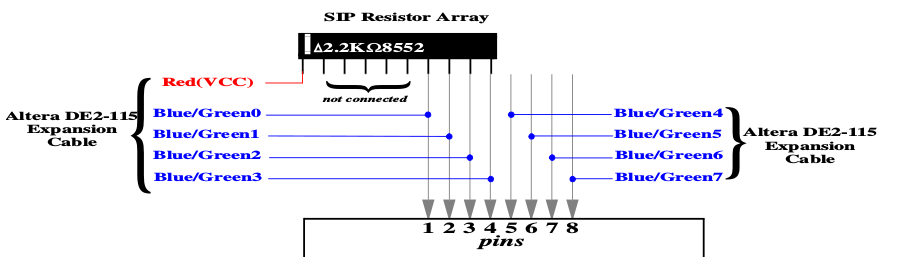 SIP Resistor Array
Δ2.2KΩ8552
Red(VCC)
not connected
Altera DE2-115
Expansion
Cable
Blue/Green0
Blue/Green1
Blue/Green2
Blue/Green3
Blue/Green4
Blue/Green5
Blue/Green6
Blue/Green7
Altera DE2-115
Expansion
Cable
1 2 3 4 5 6 7 8
pins